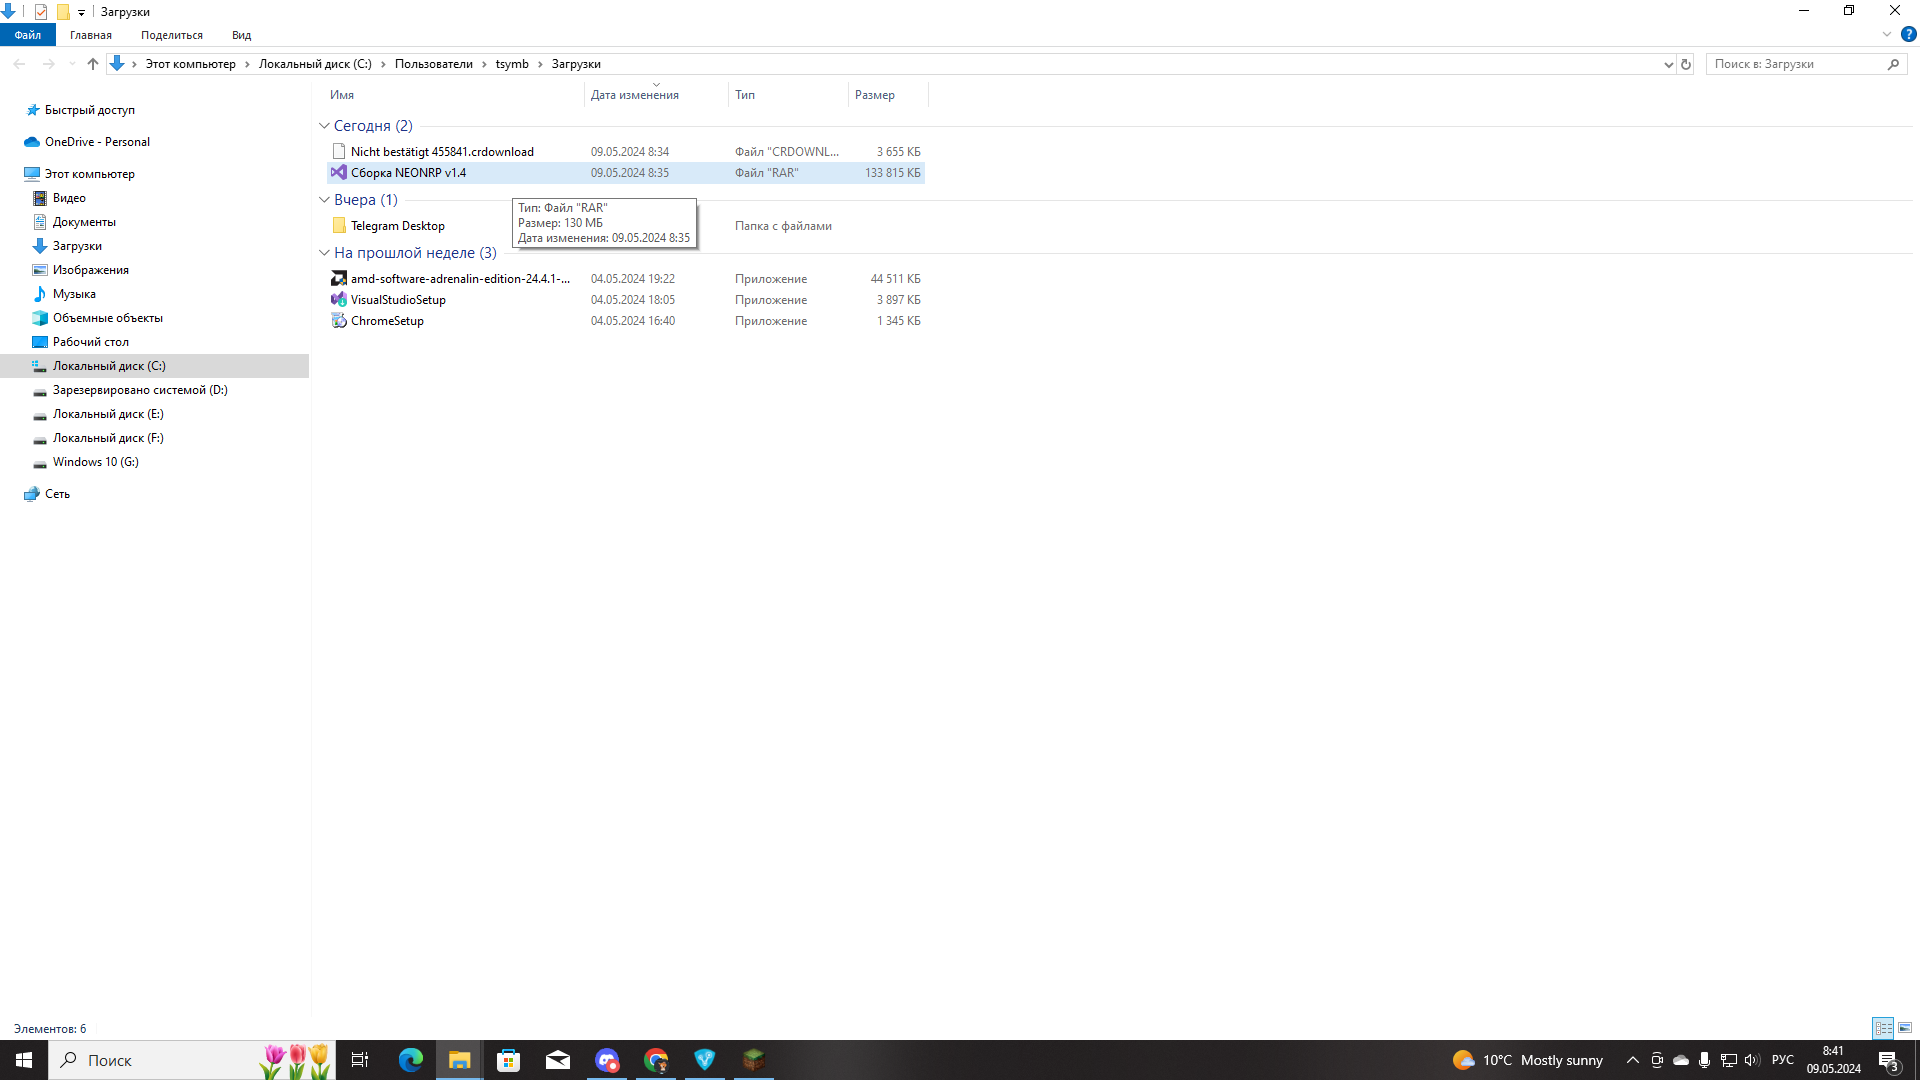 Загрузки
Файл Главная Поделиться Вид
Этот компьютер Локальный диск (C:) Пользователи tsymb Загрузки
Поиск в: Загрузки
Имя Дата изменения Тип Размер
Быстрый доступ
OneDrive - Personal
Этот компьютер
Видео
Документы
Загрузки
Изображения
Музыка
Объемные объекты
Рабочий стол
Локальный диск (C:)
Зарезервировано системой (D:)
Локальный диск (E:)
Локальный диск (F:)
Windows 10 (G:)
Сеть
Сегодня (2)
Nicht bestätigt 455841.crdownload 09.05.2024 8:34 Файл "CRDOWNL... 3 655 КБ
Сборка NEONRP v1.4 09.05.2024 8:35 Файл "RAR" 133 815 КБ
Вчера (1)
Telegram Desktop Папка с файлами
Тип: Файл "RAR"
Размер: 130 МБ
Дата изменения: 09.05.2024 8:35
На прошлой неделе (3)
amd-software-adrenalin-edition-24.4.1-... 04.05.2024 19:22 Приложение 44 511 КБ
VisualStudioSetup 04.05.2024 18:05 Приложение 3 897 КБ
ChromeSetup 04.05.2024 16:40 Приложение 1 345 КБ
Элементов: 6
Поиск
10°C Mostly sunny
РУС
8:41
09.05.2024
3